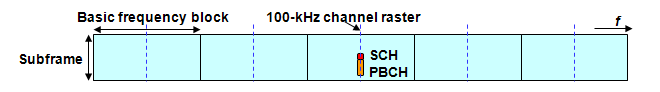 Basic frequency block
100-kHz channel raster
f
Subframe
SCH
PBCH